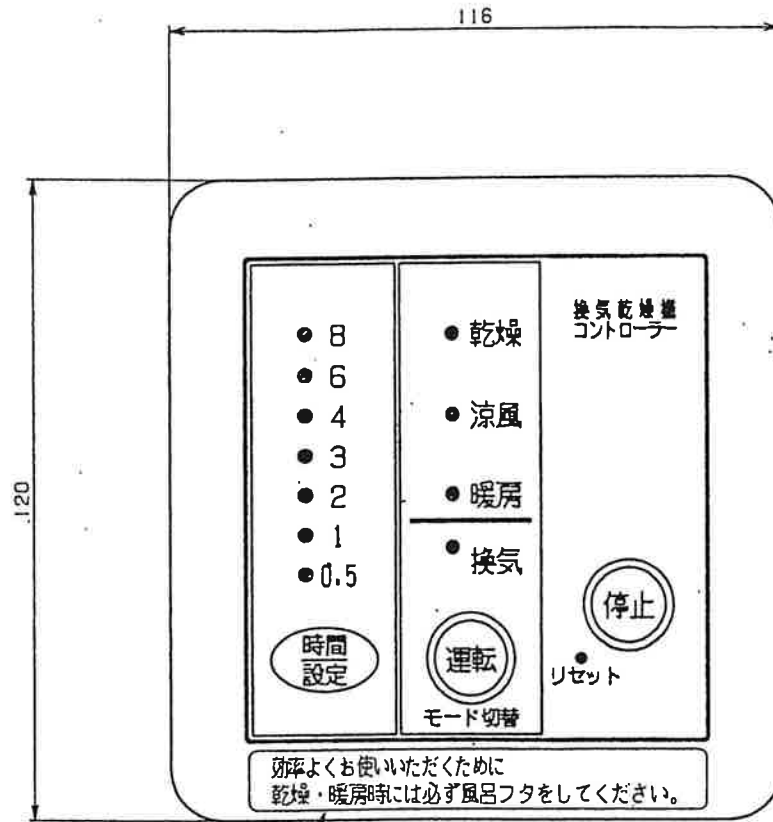 116
120
8
6
4
3
2
1
0.5
時間
設定
乾燥
涼風
暖房
換気
運転
モード切替
換気乾燥機
コントローラー
停止
リセット
効率よくお使いいただくために
乾燥・暖房時には必ず風呂フタをしてください。